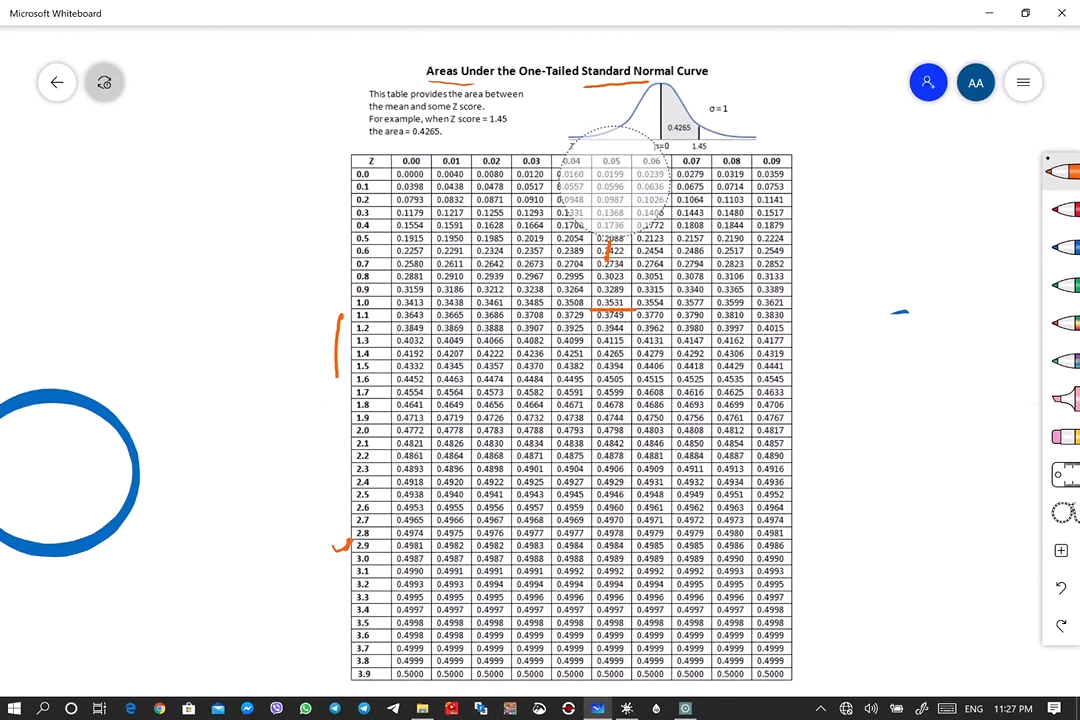 Microsoft Whiteboard
AA
Areas Under the One-Tailed Standard Normal Curve
This table provides the area between
the mean and some Z score.
For example, when Z score = 1.45
the area = 0.4265.
σ = 1
0.4265
1.45
Z 0.00 0.01 0.02 0.03 0.04 0.05 0.06 0.07 0.08 0.09
0.0 0.0000 0.0040 0.0080 0.0120 0.0160 0.0199 0.0239 0.0279 0.0319 0.0359
0.1 0.0398 0.0438 0.0478 0.0517 0.0557 0.0596 0.0636 0.0675 0.0714 0.0753
0.2 0.0793 0.0832 0.0871 0.0910 0.0948 0.0987 0.1026 0.1064 0.1103 0.1141
0.3 0.1179 0.1217 0.1255 0.1293 0.1331 0.1368 0.1406 0.1443 0.1480 0.1517
0.4 0.1554 0.1591 0.1628 0.1664 0.1700 0.1736 0.1772 0.1808 0.1844 0.1879
0.5 0.1915 0.1950 0.1985 0.2019 0.2054 0.2088 0.2123 0.2157 0.2190 0.2224
0.6 0.2257 0.2291 0.2324 0.2357 0.2389 0.2422 0.2454 0.2486 0.2517 0.2549
0.7 0.2580 0.2611 0.2642 0.2673 0.2704 0.2734 0.2764 0.2794 0.2823 0.2852
0.8 0.2881 0.2910 0.2939 0.2967 0.2995 0.3023 0.3051 0.3078 0.3106 0.3133
0.9 0.3159 0.3186 0.3212 0.3238 0.3264 0.3289 0.3315 0.3340 0.3365 0.3389
1.0 0.3413 0.3438 0.3461 0.3485 0.3508 0.3531 0.3554 0.3577 0.3599 0.3621
1.1 0.3643 0.3665 0.3686 0.3708 0.3729 0.3749 0.3770 0.3790 0.3810 0.3830
1.2 0.3849 0.3869 0.3888 0.3907 0.3925 0.3944 0.3962 0.3980 0.3997 0.4015
1.3 0.4032 0.4049 0.4066 0.4082 0.4099 0.4115 0.4131 0.4147 0.4162 0.4177
1.4 0.4192 0.4207 0.4222 0.4236 0.4251 0.4265 0.4279 0.4292 0.4306 0.4319
1.5 0.4332 0.4345 0.4357 0.4370 0.4382 0.4394 0.4406 0.4418 0.4429 0.4441
1.6 0.4452 0.4463 0.4474 0.4484 0.4495 0.4505 0.4515 0.4525 0.4535 0.4545
1.7 0.4554 0.4564 0.4573 0.4582 0.4591 0.4599 0.4608 0.4616 0.4625 0.4633
1.8 0.4641 0.4649 0.4656 0.4664 0.4671 0.4678 0.4686 0.4693 0.4699 0.4706
1.9 0.4713 0.4719 0.4726 0.4732 0.4738 0.4744 0.4750 0.4756 0.4761 0.4767
2.0 0.4772 0.4778 0.4783 0.4788 0.4793 0.4798 0.4803 0.4808 0.4812 0.4817
2.1 0.4821 0.4826 0.4830 0.4834 0.4838 0.4842 0.4846 0.4850 0.4854 0.4857
2.2 0.4861 0.4864 0.4868 0.4871 0.4875 0.4878 0.4881 0.4884 0.4887 0.4890
2.3 0.4893 0.4896 0.4898 0.4901 0.4904 0.4906 0.4909 0.4911 0.4913 0.4916
2.4 0.4918 0.4920 0.4922 0.4925 0.4927 0.4929 0.4931 0.4932 0.4934 0.4936
2.5 0.4938 0.4940 0.4941 0.4943 0.4945 0.4946 0.4948 0.4949 0.4951 0.4952
2.6 0.4953 0.4955 0.4956 0.4957 0.4959 0.4960 0.4961 0.4962 0.4963 0.4964
2.7 0.4965 0.4966 0.4967 0.4968 0.4969 0.4970 0.4971 0.4972 0.4973 0.4974
2.8 0.4974 0.4975 0.4976 0.4977 0.4977 0.4978 0.4979 0.4979 0.4980 0.4981
2.9 0.4981 0.4982 0.4982 0.4983 0.4984 0.4984 0.4985 0.4985 0.4986 0.4986
3.0 0.4987 0.4987 0.4987 0.4988 0.4988 0.4989 0.4989 0.4989 0.4990 0.4990
3.1 0.4990 0.4991 0.4991 0.4991 0.4992 0.4992 0.4992 0.4992 0.4993 0.4993
3.2 0.4993 0.4993 0.4994 0.4994 0.4994 0.4994 0.4994 0.4995 0.4995 0.4995
3.3 0.4995 0.4995 0.4995 0.4996 0.4996 0.4996 0.4996 0.4996 0.4996 0.4997
3.4 0.4997 0.4997 0.4997 0.4997 0.4997 0.4997 0.4997 0.4997 0.4997 0.4998
3.5 0.4998 0.4998 0.4998 0.4998 0.4998 0.4998 0.4998 0.4998 0.4998 0.4998
3.6 0.4998 0.4998 0.4999 0.4999 0.4999 0.4999 0.4999 0.4999 0.4999 0.4999
3.7 0.4999 0.4999 0.4999 0.4999 0.4999 0.4999 0.4999 0.4999 0.4999 0.4999
3.8 0.4999 0.4999 0.4999 0.4999 0.4999 0.4999 0.4999 0.4999 0.4999 0.4999
3.9 0.5000 0.5000 0.5000 0.5000 0.5000 0.5000 0.5000 0.5000 0.5000 0.5000
ENG 11:27 PM